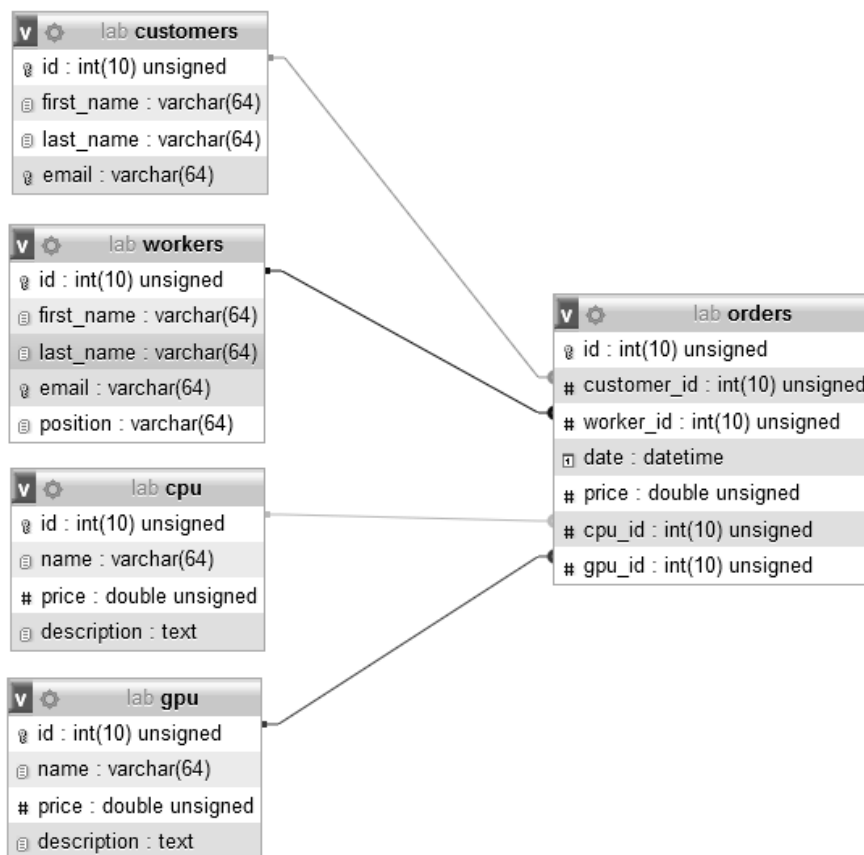 v lab customers
id : int(10) unsigned
first_name : varchar(64)
last_name : varchar(64)
email : varchar(64)
v lab workers
id : int(10) unsigned
first_name : varchar(64)
last_name : varchar(64)
email : varchar(64)
position : varchar(64)
v lab cpu
id : int(10) unsigned
name : varchar(64)
# price : double unsigned
description : text
v lab gpu
id : int(10) unsigned
name : varchar(64)
# price : double unsigned
description : text
v lab orders
id : int(10) unsigned
# customer_id : int(10) unsigned
# worker_id : int(10) unsigned
date : datetime
# price : double unsigned
# cpu_id : int(10) unsigned
# gpu_id : int(10) unsigned